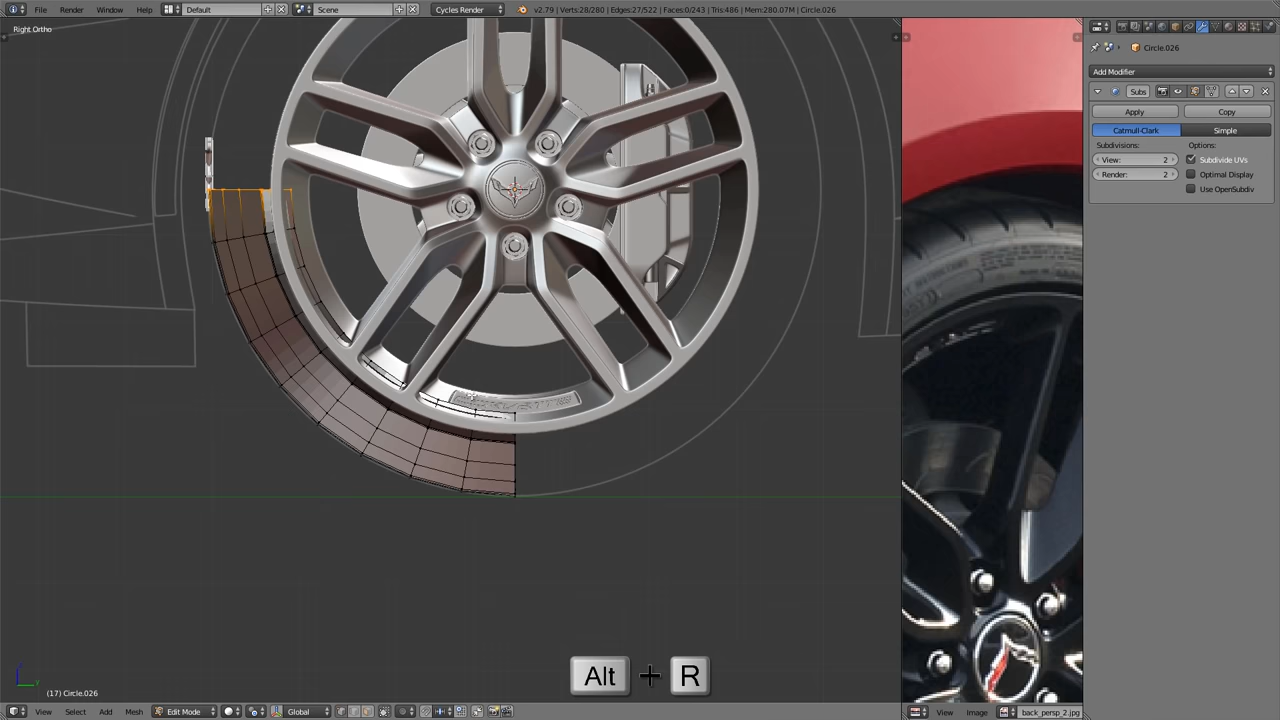 File Render Window Help Default Scene Cycles Render v2.79 | Verts:28/280 | Edges:27/522 | Faces:0/243 | Tris:486 | Mem:280.07M | Circle.026
Right Ortho
Circle.026
Add Modifier
Subs
Apply Copy
Catmull-Clark Simple
Subdivisions: Options:
View: 2 Subdivide UVs
Render: 2 Optimal Display
Use OpenSubdiv
Alt + R
(17) Circle.026
View Select Add Mesh Edit Mode Global View Image back_persp_2.jpg